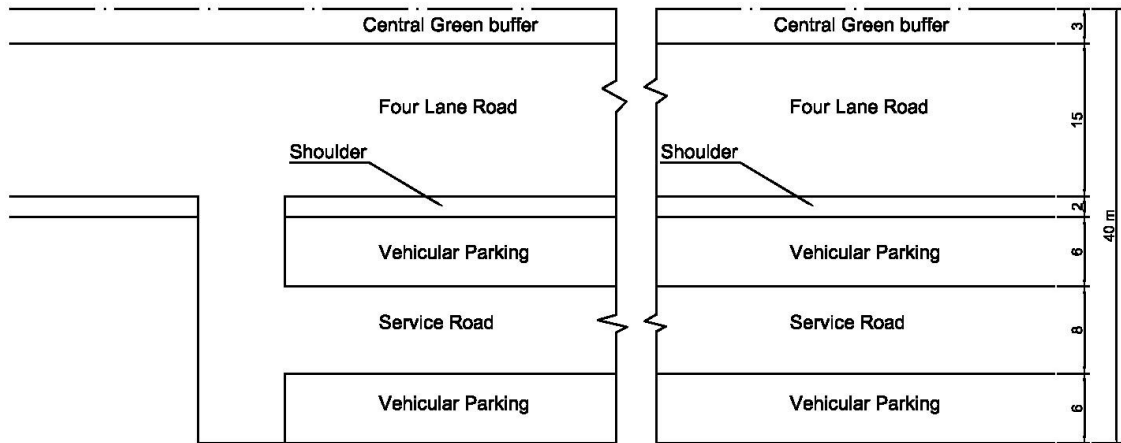 Central Green buffer
Central Green buffer
3
Four Lane Road
Four Lane Road
15
Shoulder
Shoulder
2
40 m
Vehicular Parking
Vehicular Parking
6
Service Road
Service Road
8
Vehicular Parking
Vehicular Parking
6